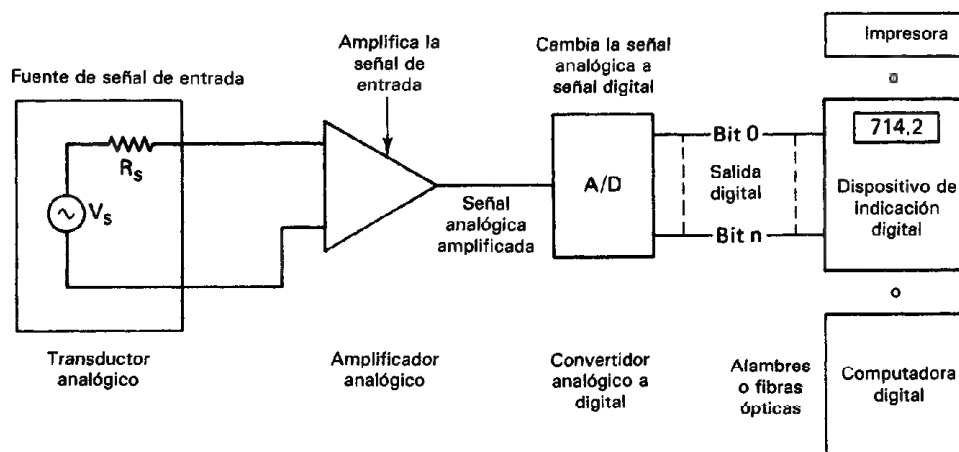 Fuente de señal de entrada
R_S
V_S
Transductor
analógico
Amplifica la
señal de
entrada
Señal
analógica
amplificada
Amplificador
analógico
Cambia la señal
analógica a
señal digital
A/D
Convertidor
analógico a
digital
Bit 0
Salida
digital
Bit n
Alambres
o fibras
ópticas
Impresora
o
714.2
Dispositivo de
indicación
digital
o
Computadora
digital